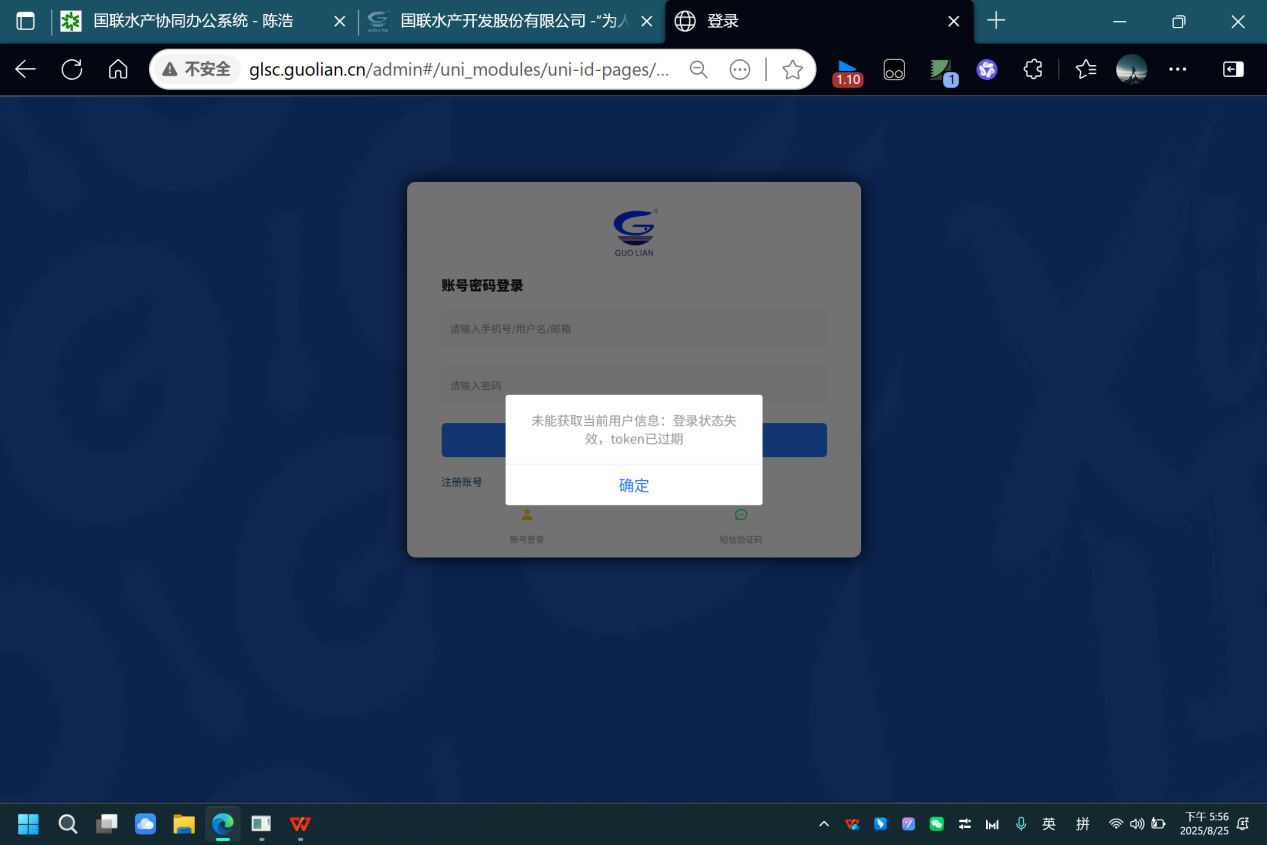 国联水产协同办公系统 - 陈浩
国联水产开发股份有限公司 -“为人
登录
不安全
glsc.guolian.cn/admin#/uni_modules/uni-id-pages/...
1.10
1
GUO LIAN
账号密码登录
请输入手机号/用户名/邮箱
请输入密码
未能获取当前用户信息：登录状态失
效，token已过期
确定
注册账号
账号登录
短信验证码
英
拼
下午 5:56
2025/8/25